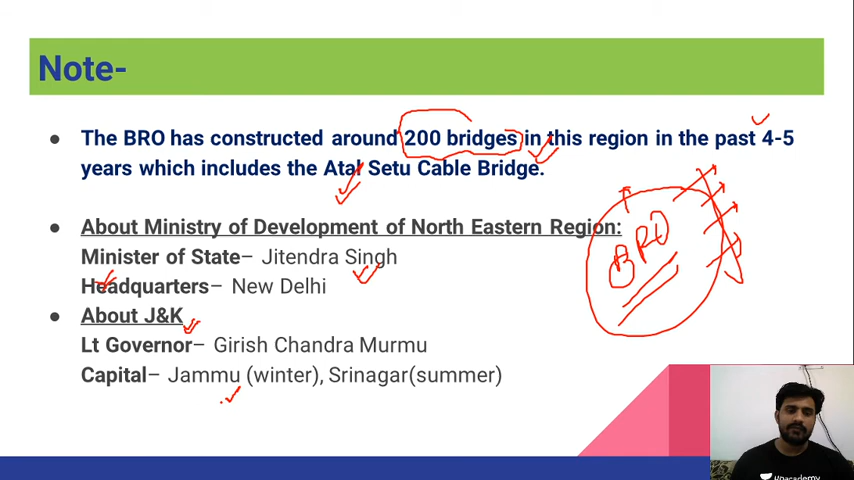 Note-
● The BRO has constructed around 200 bridges in this region in the past 4-5
years which includes the Atal Setu Cable Bridge.
● About Ministry of Development of North Eastern Region:
Minister of State– Jitendra Singh
Headquarters– New Delhi
● About J&K
Lt Governor– Girish Chandra Murmu
Capital– Jammu (winter), Srinagar(summer)
BRO
unacademy